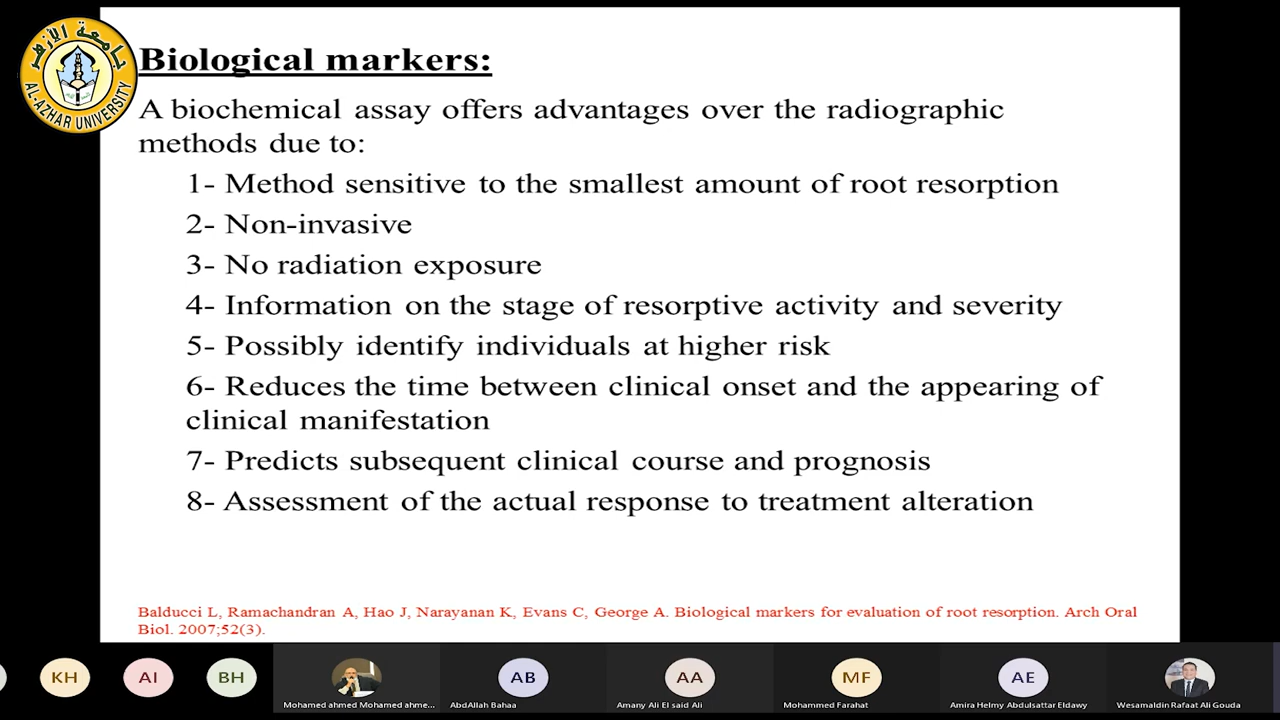 جامعة الأزهر
AL-AZHAR UNIVERSITY
Biological markers:
A biochemical assay offers advantages over the radiographic
methods due to:
1- Method sensitive to the smallest amount of root resorption
2- Non-invasive
3- No radiation exposure
4- Information on the stage of resorptive activity and severity
5- Possibly identify individuals at higher risk
6- Reduces the time between clinical onset and the appearing of
clinical manifestation
7- Predicts subsequent clinical course and prognosis
8- Assessment of the actual response to treatment alteration
Balducci L, Ramachandran A, Hao J, Narayanan K, Evans C, George A. Biological markers for evaluation of root resorption. Arch Oral
Biol. 2007;52(3).
KH AI BH AB AA MF AE
Mohamed ahmed Mohamed ahme... AbdAllah Bahaa Amany Ali El said Ali Mohammed Farahat Amira Helmy Abdulsattar Eldawy Wesamaldin Rafaat Ali Gouda